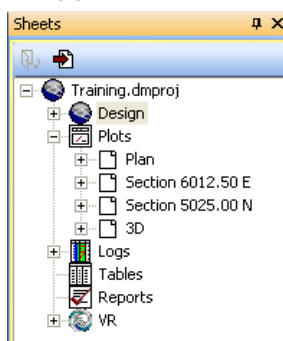 Sheets
Training.dmproj
Design
Plots
Plan
Section 6012.50 E
Section 5025.00 N
3D
Logs
Tables
Reports
VR